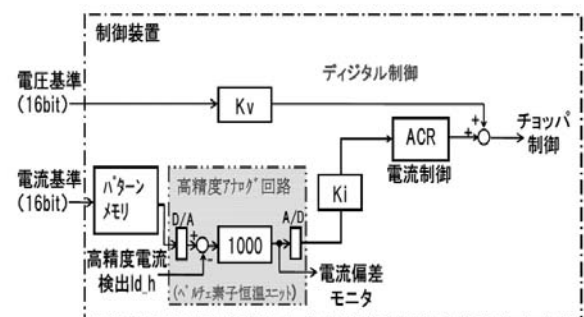 制御装置
電圧基準
(16bit)
Kv
ディジタル制御
+
+
チョッパ
制御
ACR
電流制御
Ki
電流基準
(16bit)
パターン
メモリ
高精度アナログ回路
D/A
+
-
1000
A/D
高精度電流
検出Id_h
(ペルチェ素子恒温ユニット)
電流偏差
モニタ